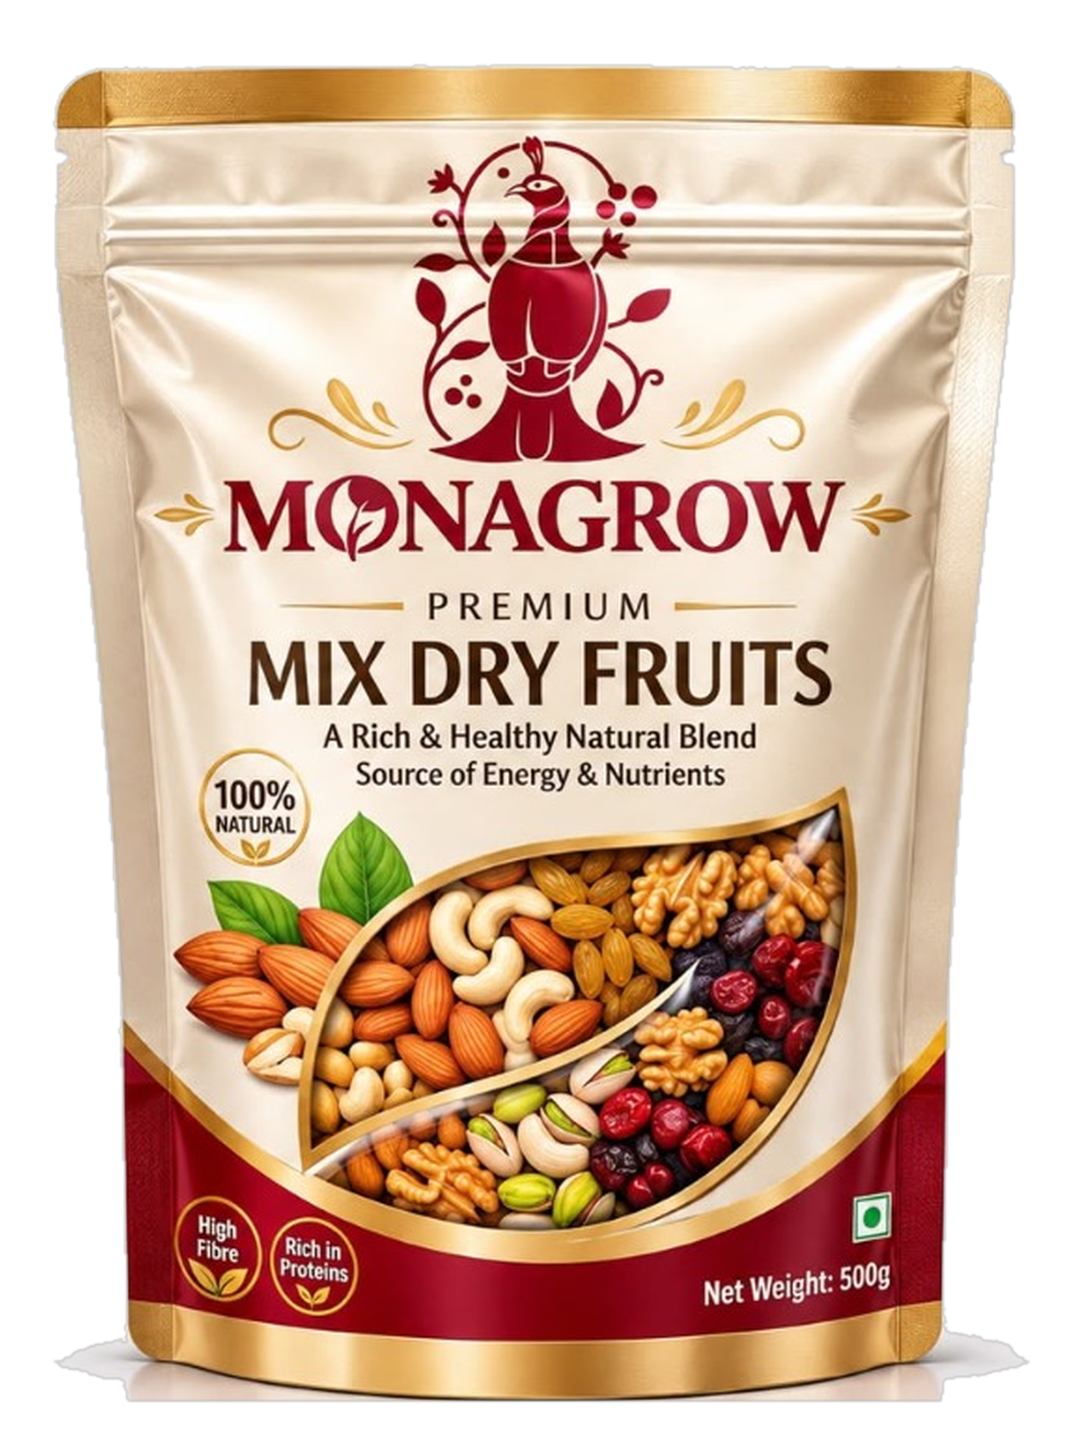 MONAGROW
PREMIUM
MIX DRY FRUITS
A Rich & Healthy Natural Blend
Source of Energy & Nutrients
100%
NATURAL
High
Fibre
Rich in
Proteins
Net Weight: 500g